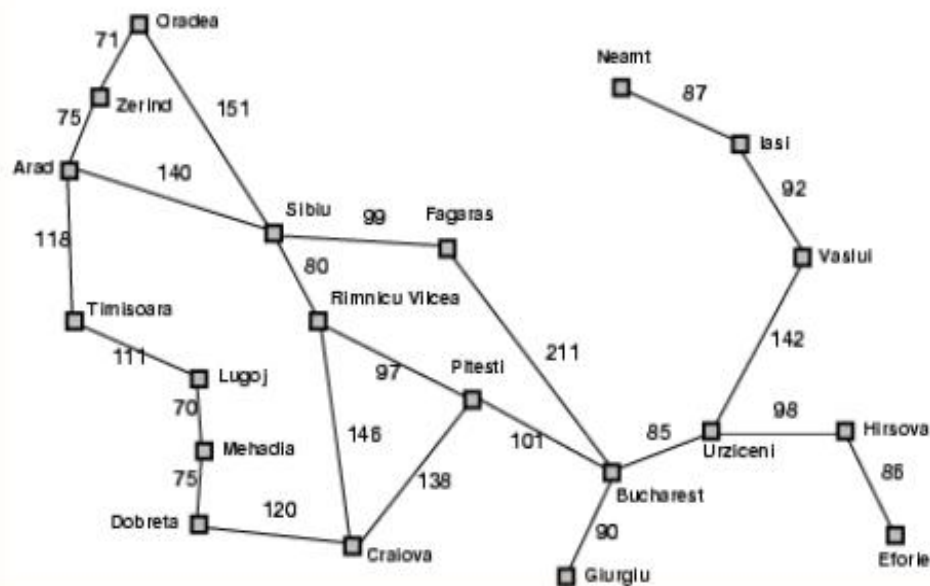 Oradea
71
Neamt
87
Zerind
151
75
Iasi
Arad
140
92
Sibiu
99
Fagaras
118
80
Vaslui
Timisoara
Rimnicu Vilcea
142
111
Lugoj
97
Pitesti
211
70
146
98
Hirsova
Mehadia
101
85
Urziceni
75
138
86
Bucharest
Dobreta
120
90
Craiova
Eforie
Giurgiu